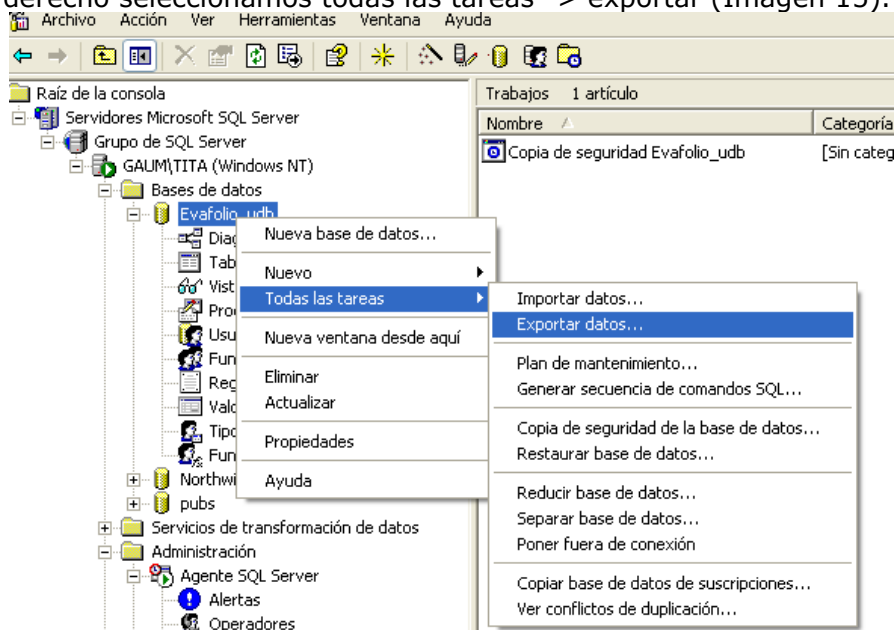 derecho seleccionamos todas las tareas -> exportar (Imagen 15).
Archivo Acción Ver Herramientas Ventana Ayuda
Raíz de la consola
Servidores Microsoft SQL Server
Grupo de SQL Server
GAUM\TITA (Windows NT)
Bases de datos
Evafolio_udb
Diag
Tab
Vist
Pro
Usu
Fun
Reg
Valo
Tipo
Fun
Northwi
pubs
Servicios de transformación de datos
Administración
Agente SQL Server
Alertas
Operadores
Trabajos 1 artículo
Nombre Categoría
Copia de seguridad Evafolio_udb [Sin categ
Nueva base de datos...
Nuevo
Todas las tareas
Nueva ventana desde aquí
Eliminar
Actualizar
Propiedades
Ayuda
Importar datos...
Exportar datos...
Plan de mantenimiento...
Generar secuencia de comandos SQL...
Copia de seguridad de la base de datos...
Restaurar base de datos...
Reducir base de datos...
Separar base de datos...
Poner fuera de conexión
Copiar base de datos de suscripciones...
Ver conflictos de duplicación...